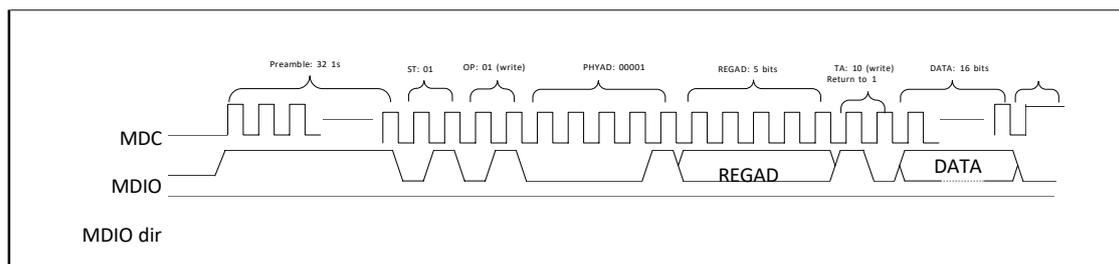 Preamble: 32 1s
ST: 01
OP: 01 (write)
PHYAD: 00001
REGAD: 5 bits
TA: 10 (write)
Return to 1
DATA: 16 bits
MDC
MDIO
REGAD
DATA
MDIO dir